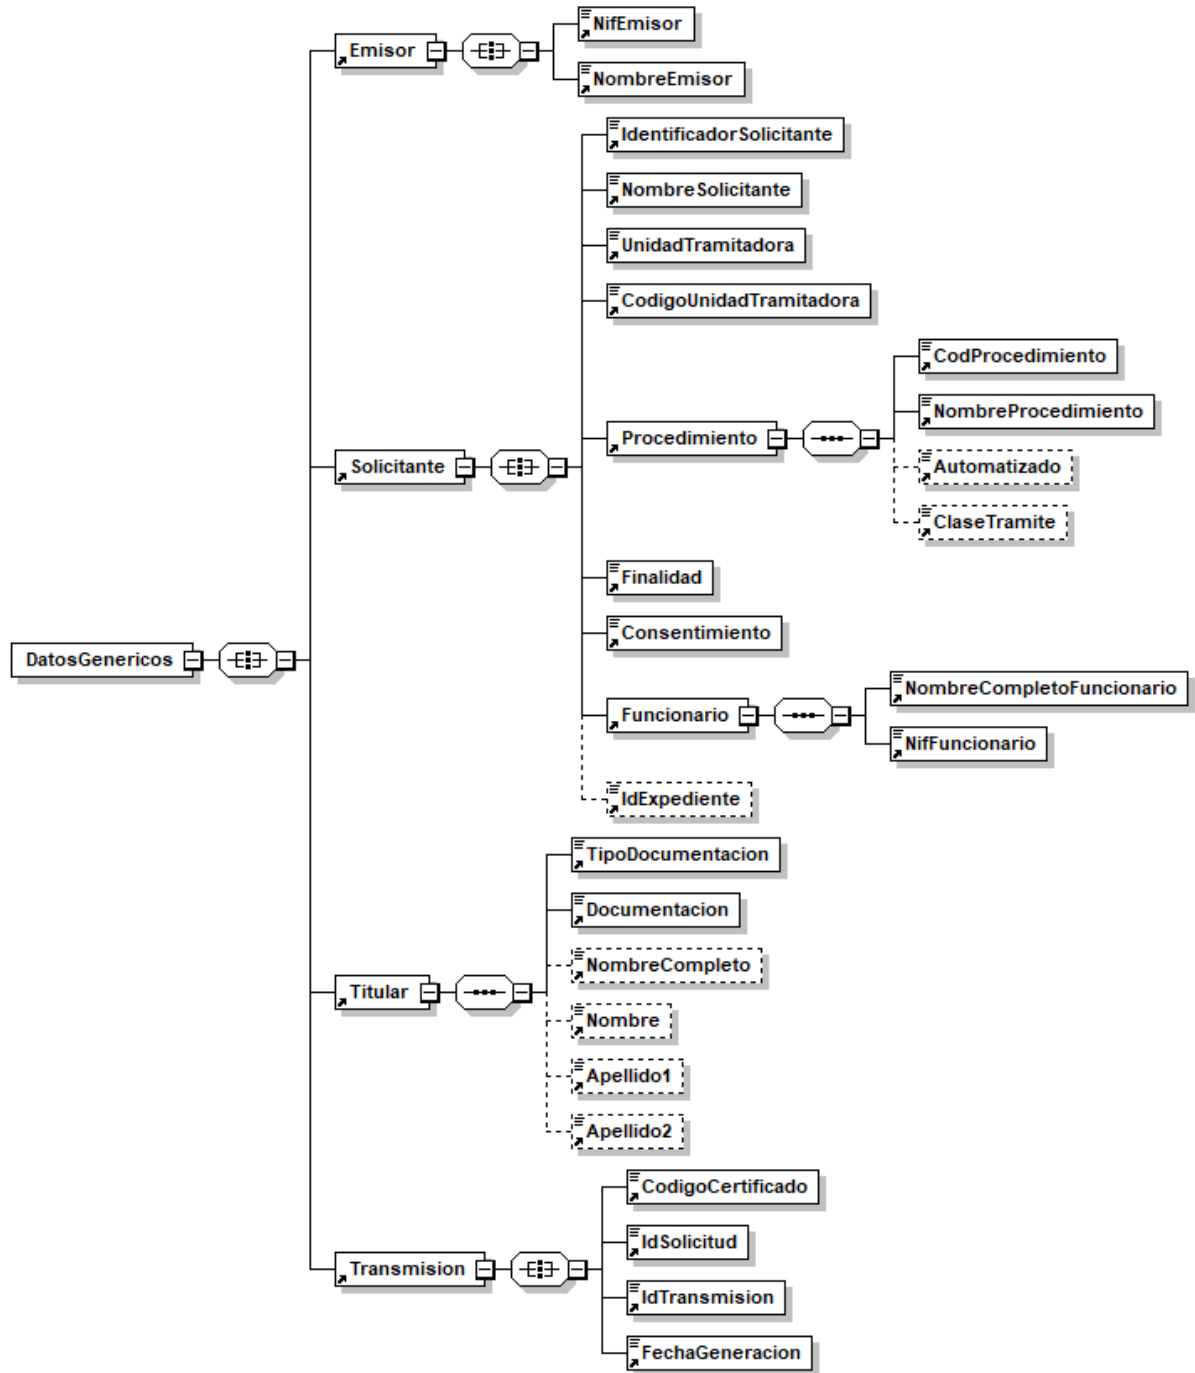 Emisor
NifEmisor
NombreEmisor
IdentificadorSolicitante
NombreSolicitante
UnidadTramitadora
CodigoUnidadTramitadora
CodProcedimiento
NombreProcedimiento
Procedimiento
Automatizado
Solicitante
ClaseTramite
Finalidad
Consentimiento
DatosGenericos
NombreCompletoFuncionario
Funcionario
NifFuncionario
IdExpediente
TipoDocumentacion
Documentacion
NombreCompleto
Titular
Nombre
Apellido1
Apellido2
CodigoCertificado
IdSolicitud
Transmision
IdTransmision
FechaGeneracion